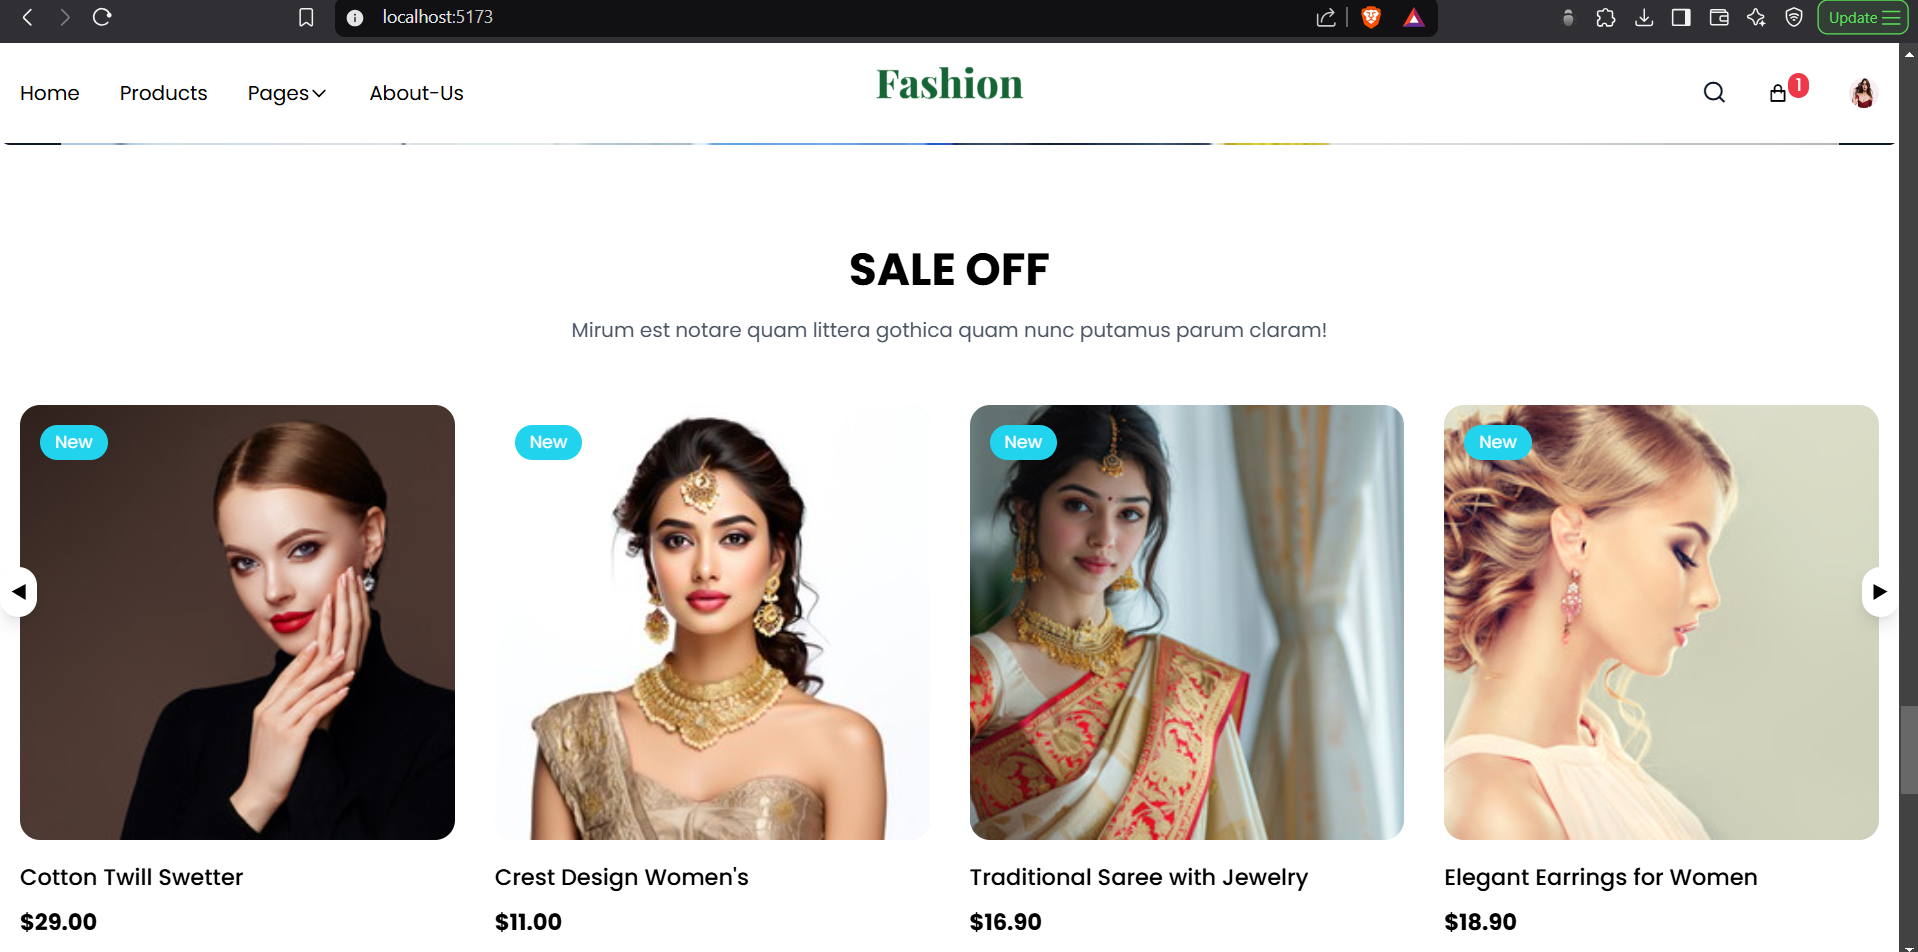 localhost:5173
Update
Home
Products
Pages
About-Us
Fashion
1
SALE OFF
Mirum est notare quam littera gothica quam nunc putamus parum claram!
New
New
New
New
Cotton Twill Swetter
$29.00
Crest Design Women's
$11.00
Traditional Saree with Jewelry
$16.90
Elegant Earrings for Women
$18.90